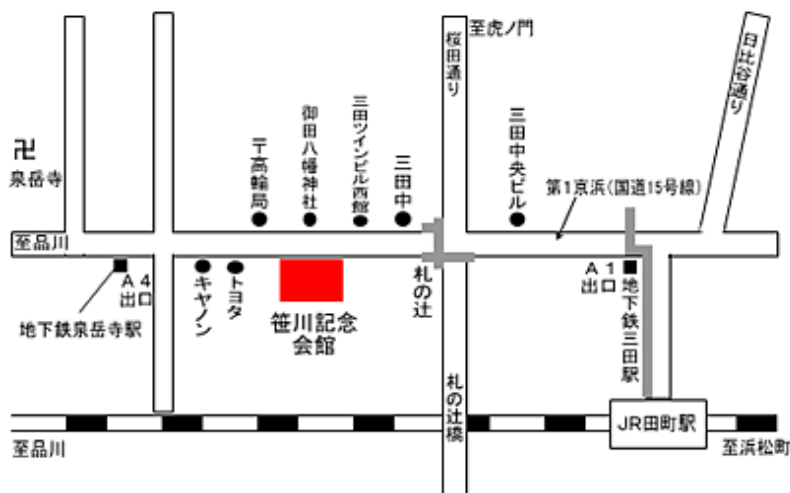 至虎ノ門
桜田通り
日比谷通り
卍
泉岳寺
〒高輪局
御田八幡神社
三田ツインビル西館
三田中
三田中央ビル
第1京浜(国道15号線)
至品川
A4
出口
地下鉄泉岳寺駅
キヤノン
トヨタ
笹川記念
会館
札の辻
A1
出口
地下鉄三田駅
札の辻橋
JR田町駅
至品川
至浜松町